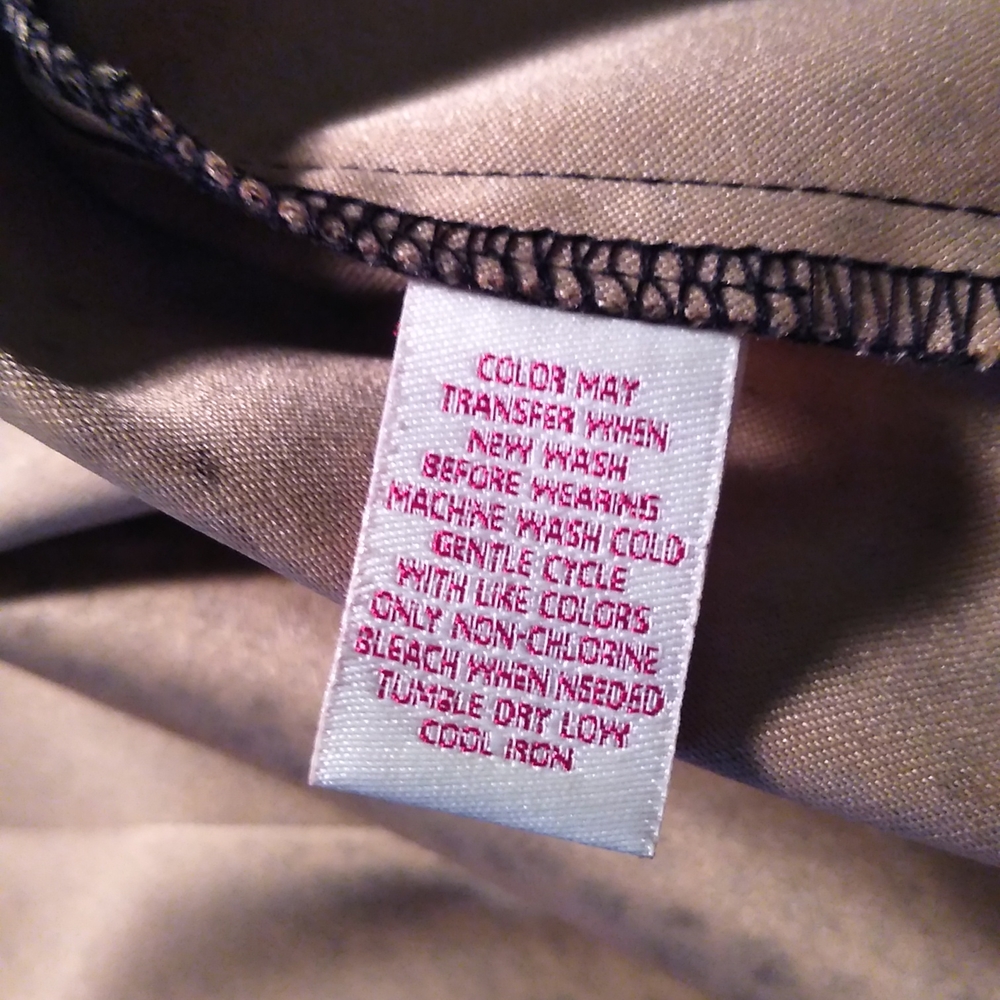 COLOR MAY
TRANSFER WHEN
NEW WASH
BEFORE WEARING
MACHINE WASH COLD
GENTLE CYCLE
WITH LIKE COLORS
ONLY NON-CHLORINE
BLEACH WHEN NEEDED
TUMBLE DRY LOW
COOL IRON